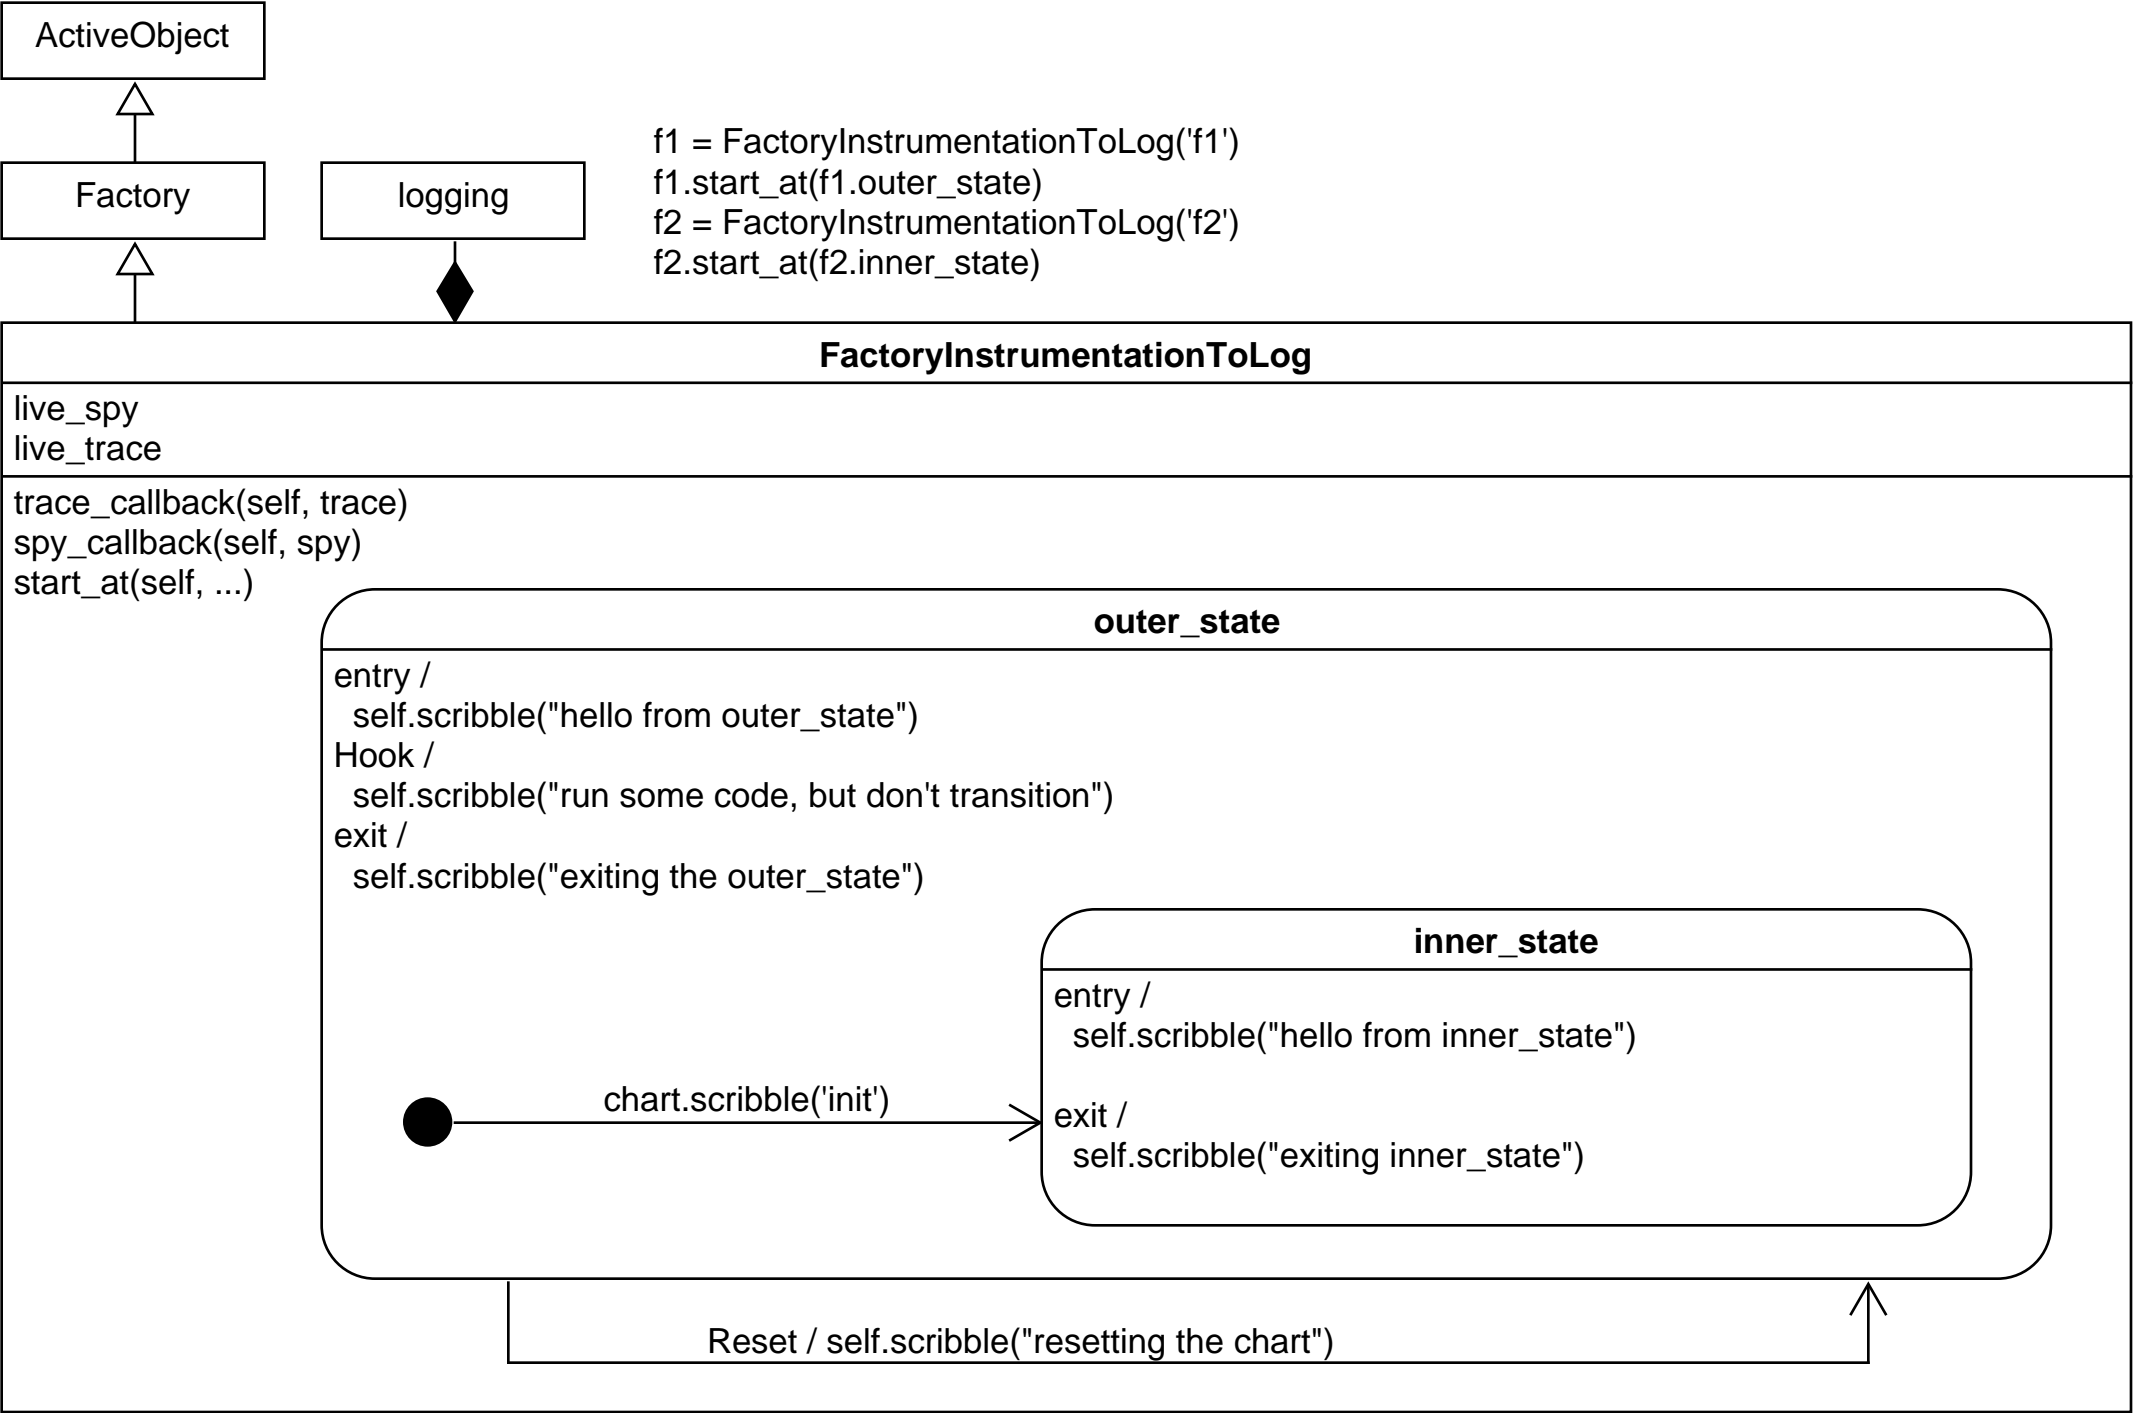 ActiveObject
Factory
logging
f1 = FactoryInstrumentationToLog('f1')
f1.start_at(f1.outer_state)
f2 = FactoryInstrumentationToLog('f2')
f2.start_at(f2.inner_state)
FactoryInstrumentationToLog
live_spy
live_trace
trace_callback(self, trace)
spy_callback(self, spy)
start_at(self, ...)
outer_state
entry /
self.scribble("hello from outer_state")
Hook /
self.scribble("run some code, but don't transition")
exit /
self.scribble("exiting the outer_state")
inner_state
entry /
self.scribble("hello from inner_state")
chart.scribble('init')
exit /
self.scribble("exiting inner_state")
Reset / self.scribble("resetting the chart")